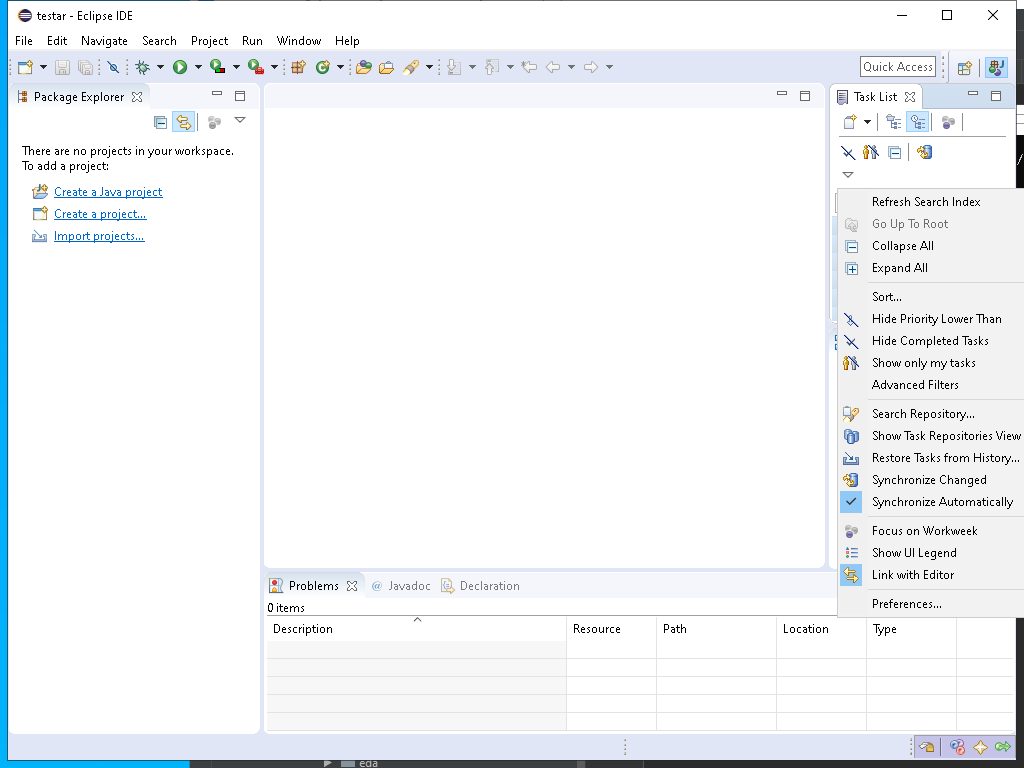 testar - Eclipse IDE
File Edit Navigate Search Project Run Window Help
Quick Access
Package Explorer
There are no projects in your workspace.
To add a project:
Create a Java project
Create a project...
Import projects...
Task List
Refresh Search Index
Go Up To Root
Collapse All
Expand All
Sort...
Hide Priority Lower Than
Hide Completed Tasks
Show only my tasks
Advanced Filters
Search Repository...
Show Task Repositories View
Restore Tasks from History...
Synchronize Changed
Synchronize Automatically
Focus on Workweek
Show UI Legend
Link with Editor
Preferences...
Problems @ Javadoc Declaration
0 items
Description Resource Path Location Type
eda